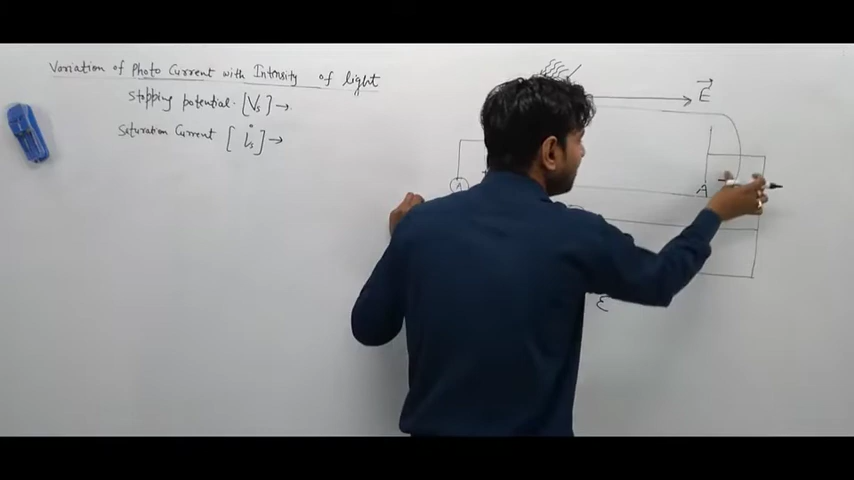 Variation of Photo Current with Intensity of light
Stopping potential. [Vs] →
Saturation Current [is] →
E
A
A
ε